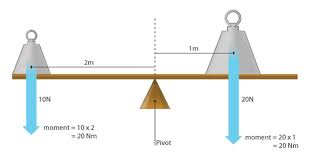 1m
2m
10N
20N
moment = 10 x 2
= 20 Nm
Pivot
moment = 20 x 1
= 20 Nm